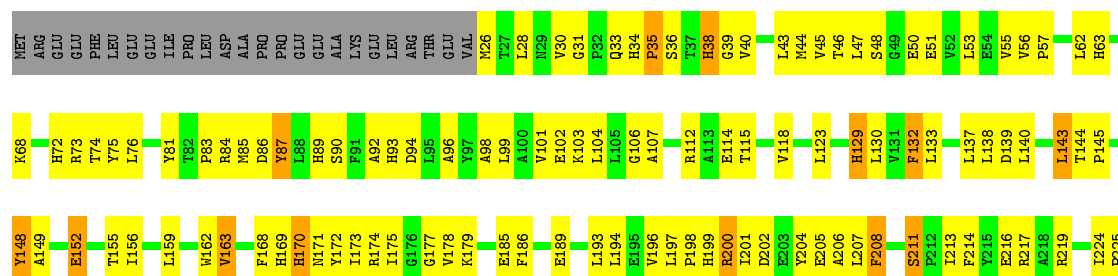 MET ARG GLU GLU PHE LEU GLU GLU ILE PRO LEU ASP ALA PRO PRO GLU GLU ALA LYS GLU LEU ARG THR GLU VAL M26 T27 L28 N29 V30 G31 P32 Q33 H34 P35 S36 T37 H38 G39 V40 L43 M44 V45 T46 L47 S48 G49 E50 E51 V52 L53 E54 V55 V56 P57 L62 H63
K68 H72 R73 T74 Y75 L76 Y81 T82 P83 R84 M85 D86 Y87 L88 H89 S90 F91 A92 H93 D94 L95 A96 Y97 A98 L99 A100 V101 E102 K103 L104 L105 G106 A107 R112 A113 E114 T115 V118 L123 H129 L130 V131 F132 L133 L137 L138 D139 L140 L143 T144 P145
Y148 A149 E152 T155 I156 L159 W162 V163 F168 H169 H170 N171 Y172 I173 R174 I175 G176 G177 V178 K179 E185 F186 E189 L193 L194 E195 V196 L197 P198 H199 R200 I201 D202 E203 Y204 E205 A206 L207 F208 S211 P212 I213 F214 Y215 E216 R217 A218 R219 I224